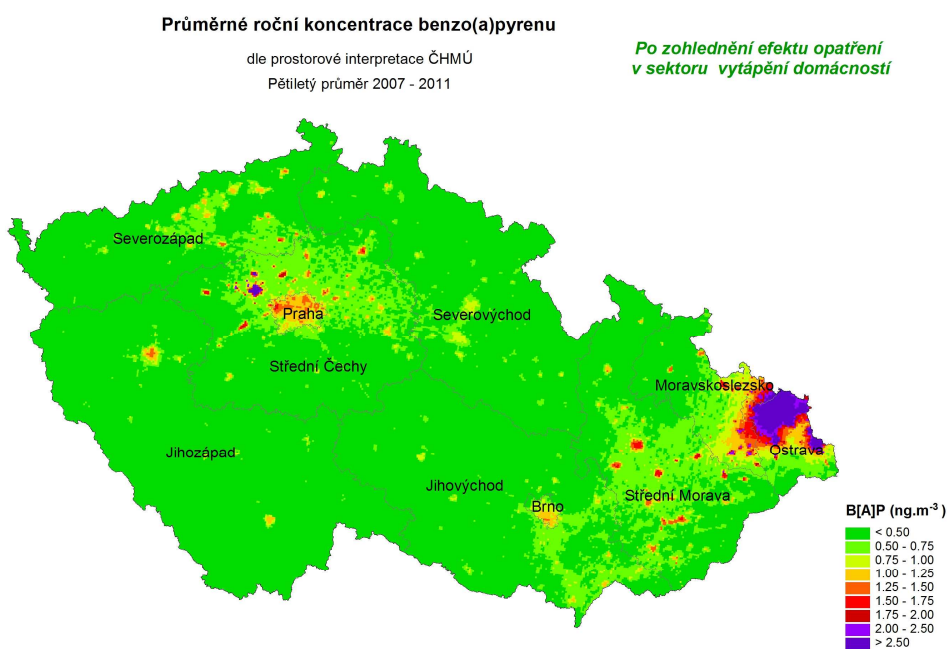 Průměrné roční koncentrace benzo(a)pyrenu
dle prostorové interpretace ČHMÚ
Pětiletý průměr 2007 - 2011
Po zohlednění efektu opatření
v sektoru vytápění domácností
Severozápad
Praha
Severovýchod
Střední Čechy
Moravskoslezsko
Jihozápad
Ostrava
Jihovýchod
Střední Morava
Brno
B[A]P (ng.m-3 )
< 0.50
0.50 - 0.75
0.75 - 1.00
1.00 - 1.25
1.25 - 1.50
1.50 - 1.75
1.75 - 2.00
2.00 - 2.50
> 2.50